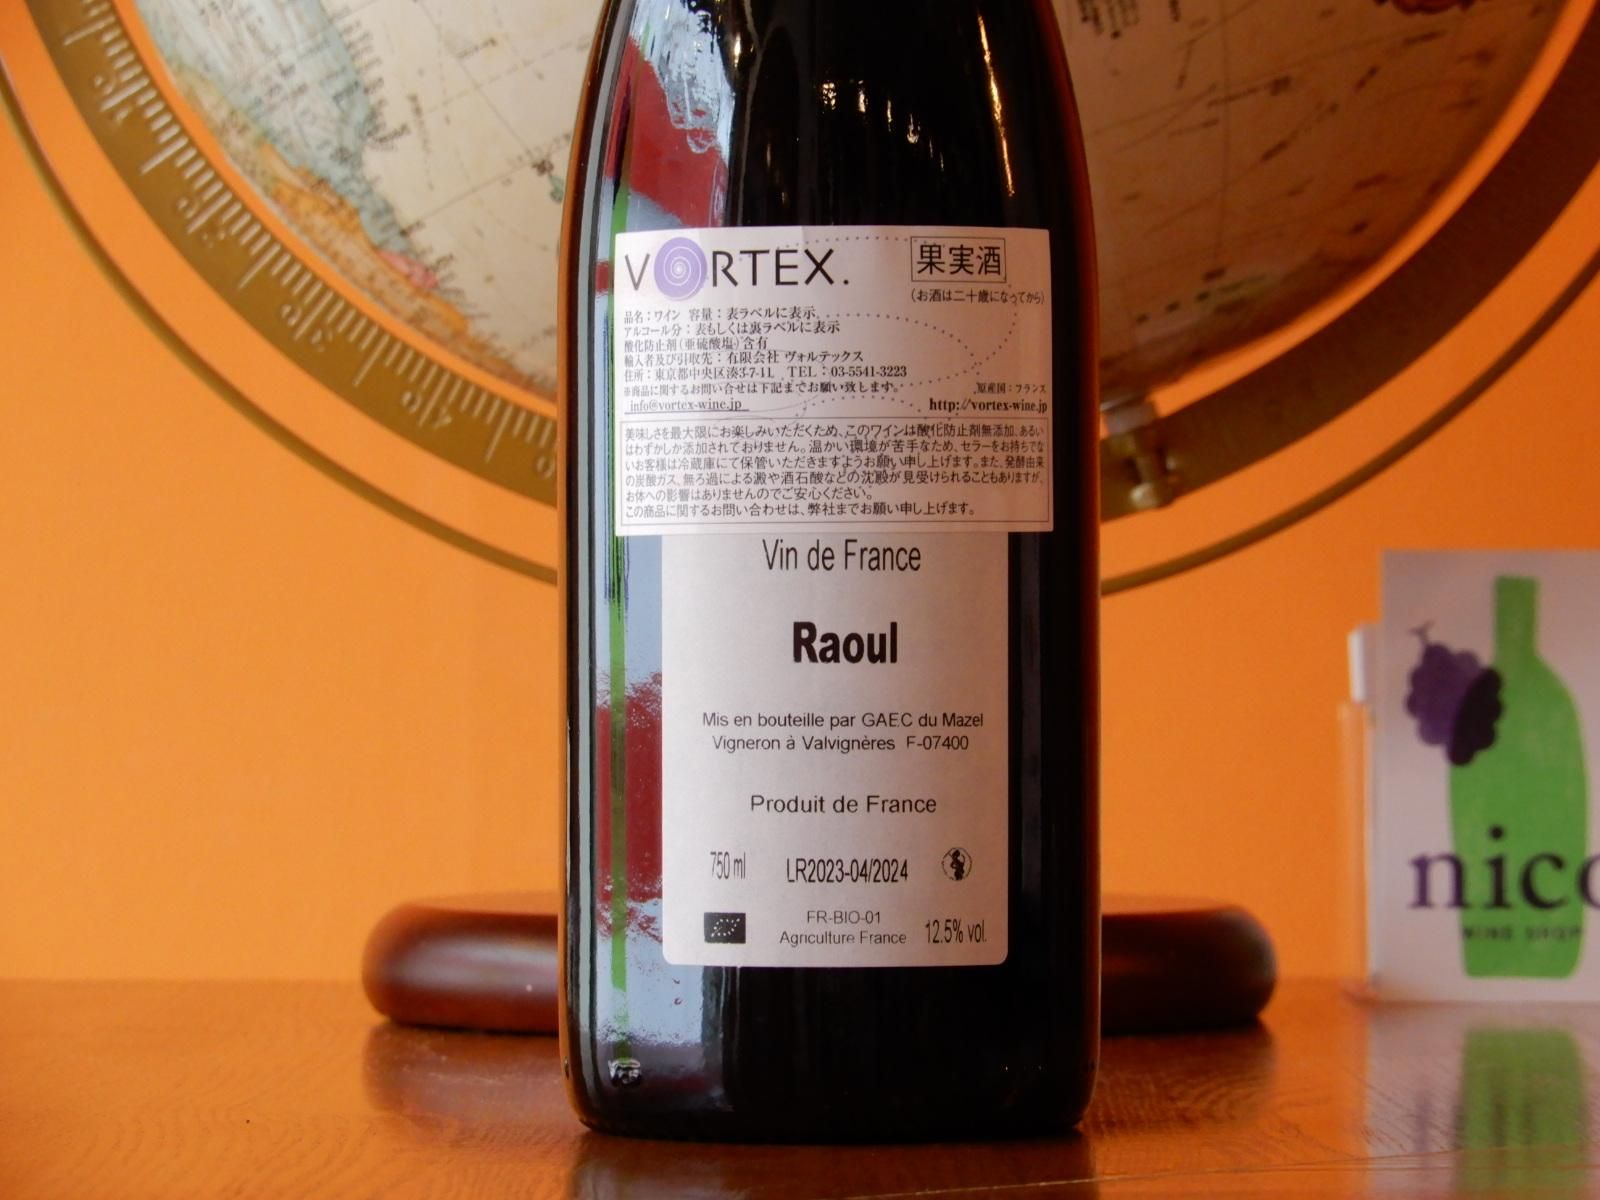 VORTEX.
果実酒
(お酒は二十歳になってから)
品名：ワイン 容量：表ラベルに表示
アルコール分：表もしくは裏ラベルに表示
酸化防止剤(亜硫酸塩)含有
輸入者及び引取先：有限会社 ヴォルテックス
住所：東京都中央区湊3-7-1L TEL：03-5541-3223
※商品に関するお問い合せは下記までお願い致します。 原産国：フランス
info@vortex-wine.jp http://vortex-wine.jp
美味しさを最大限にお楽しみいただくため、このワインは酸化防止剤無添加、あるい
はわずかしか添加されておりません。温かい環境が苦手なため、セラーをお持ちでな
いお客様は冷蔵庫にて保管いただきますようお願い申し上げます。また、発酵由来
の炭酸ガス、無ろ過による澱や酒石酸などの沈殿が見受けられることもありますが、
お体への影響はありませんのでご安心ください。
この商品に関するお問い合わせは、弊社までお願い申し上げます。
Vin de France
Raoul
Mis en bouteille par GAEC du Mazel
Vigneron à Valvignères F-07400
Produit de France
750 ml LR2023-04/2024
FR-BIO-01
Agriculture France 12.5% vol.
nico
WINE SHOP